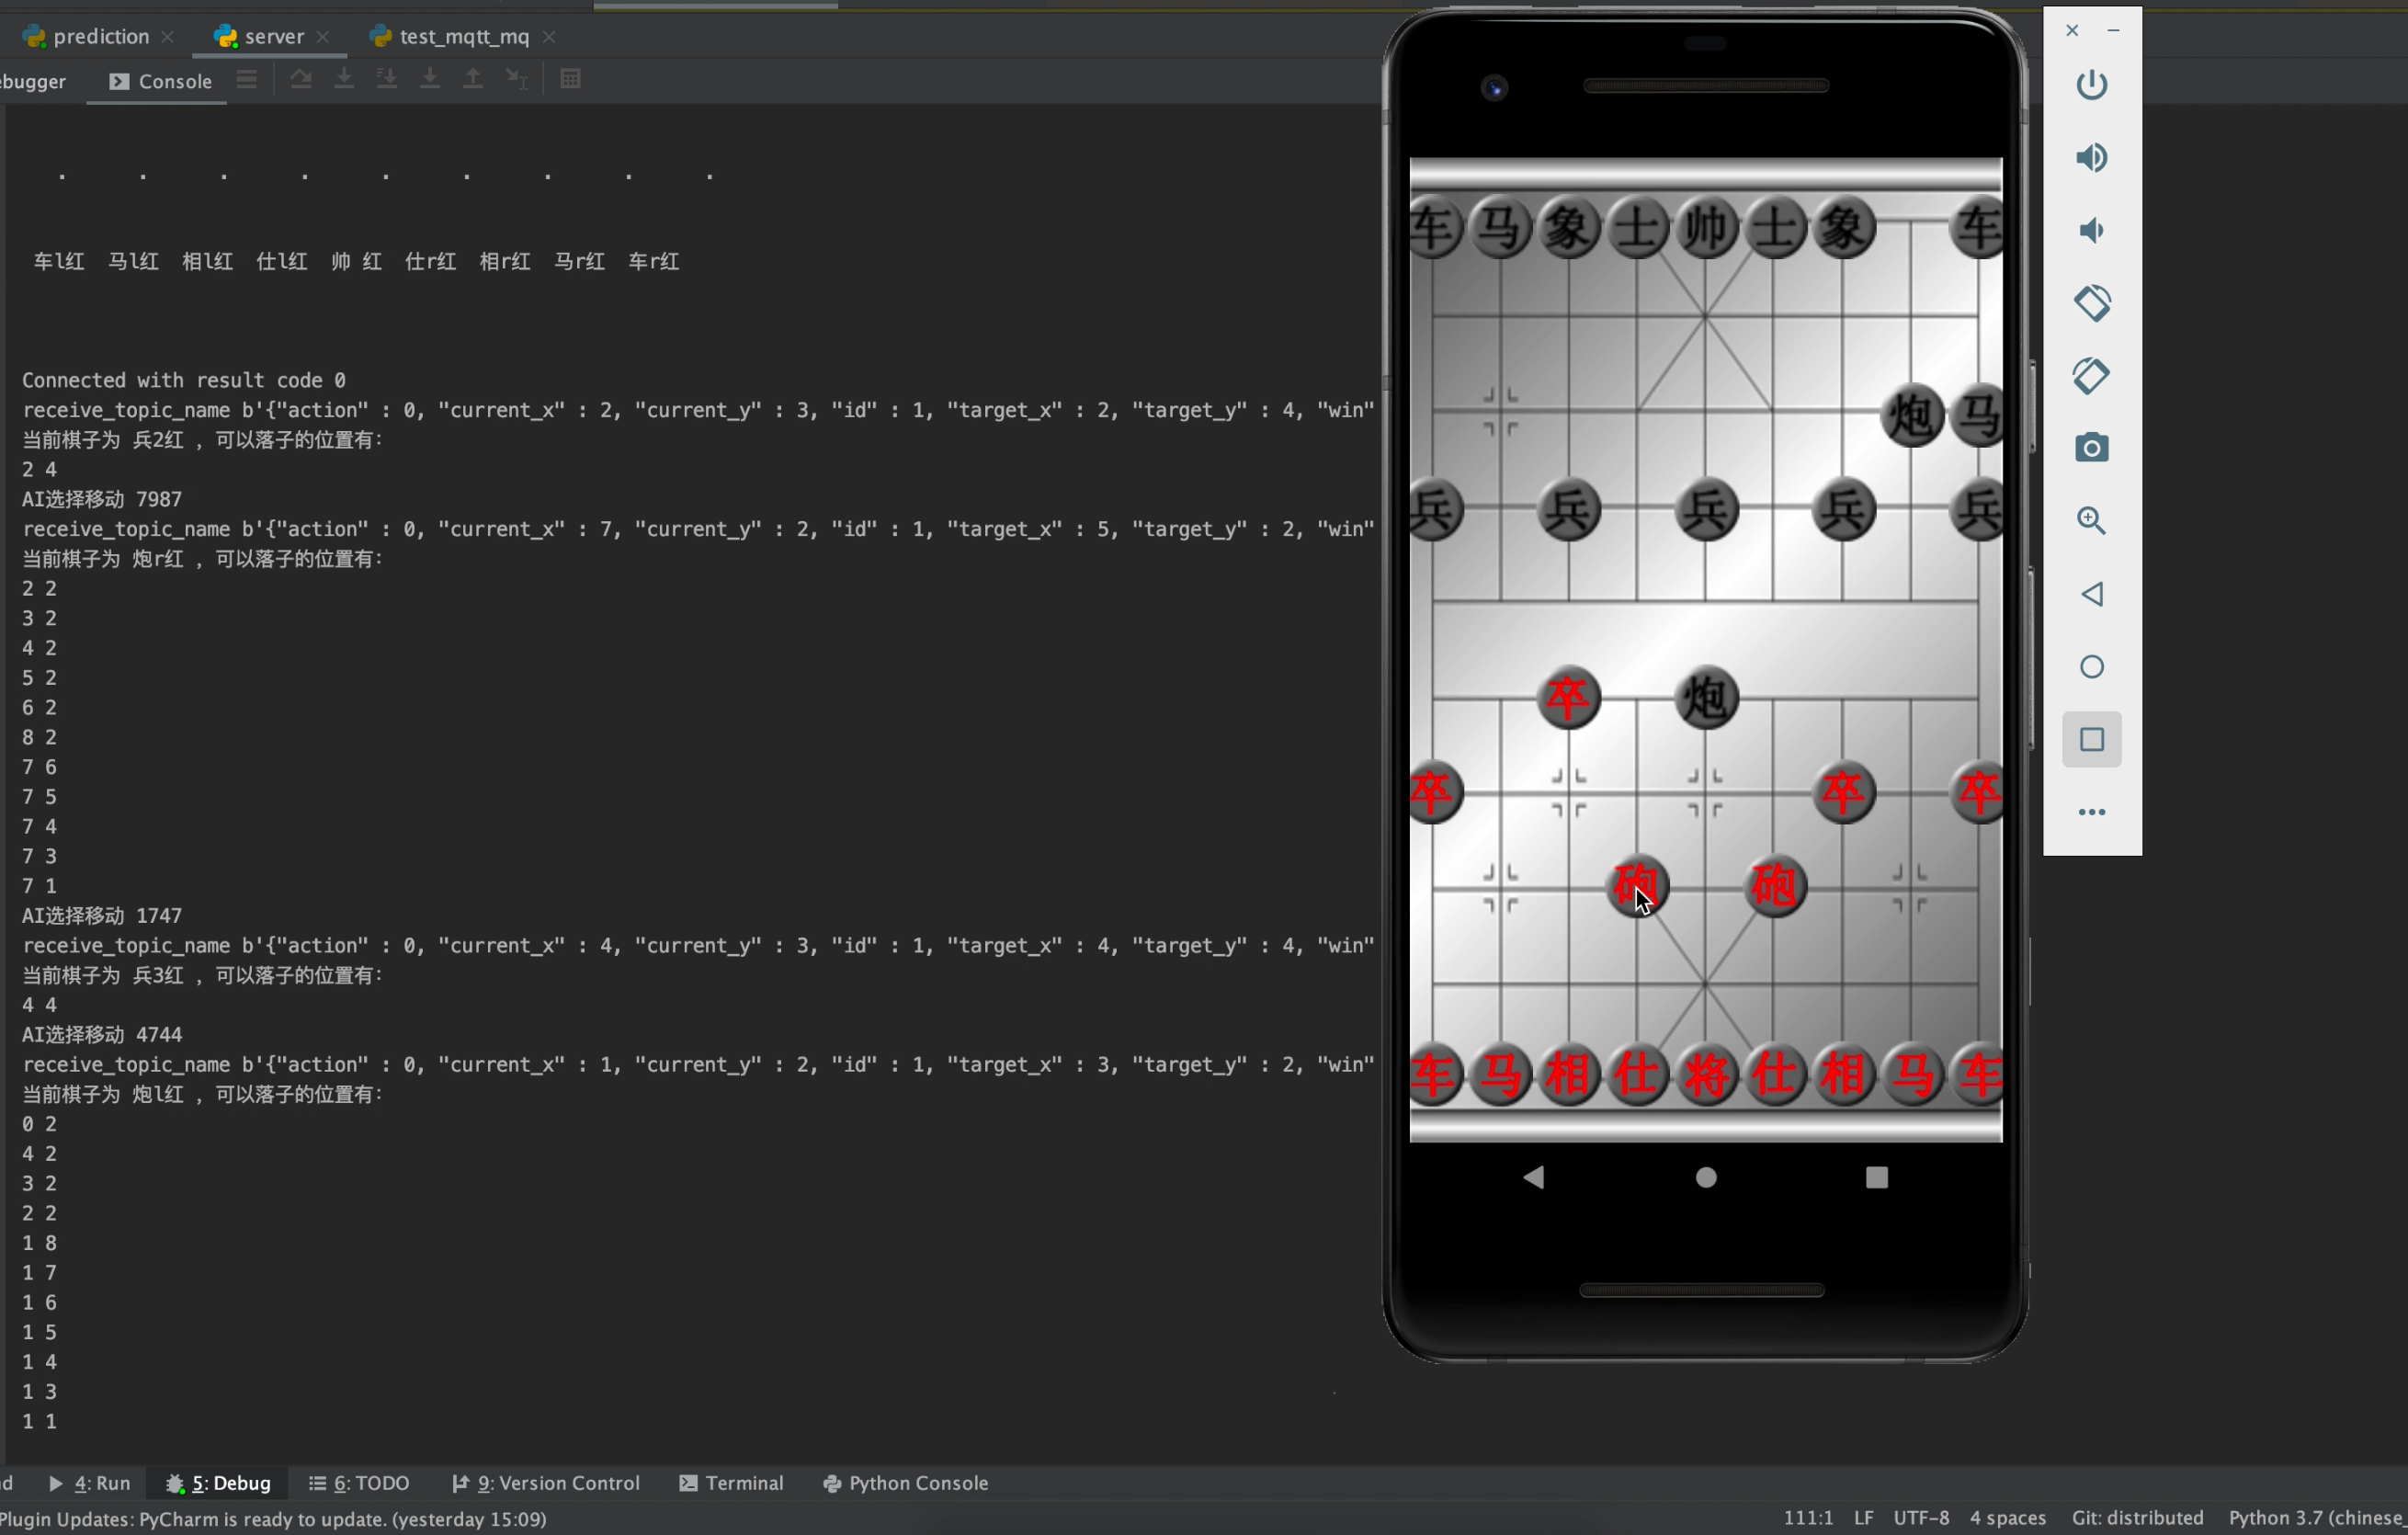 prediction server test_mqtt_mq
ebugger Console
. . . . . . . . .
车l红 马l红 相l红 仕l红 帅 红 仕r红 相r红 马r红 车r红
Connected with result code 0
receive_topic_name b'{"action" : 0, "current_x" : 2, "current_y" : 3, "id" : 1, "target_x" : 2, "target_y" : 4, "win"
当前棋子为 兵2红 , 可以落子的位置有:
2 4
AI选择移动 7987
receive_topic_name b'{"action" : 0, "current_x" : 7, "current_y" : 2, "id" : 1, "target_x" : 5, "target_y" : 2, "win"
当前棋子为 炮r红 , 可以落子的位置有:
2 2
3 2
4 2
5 2
6 2
8 2
7 6
7 5
7 4
7 3
7 1
AI选择移动 1747
receive_topic_name b'{"action" : 0, "current_x" : 4, "current_y" : 3, "id" : 1, "target_x" : 4, "target_y" : 4, "win"
当前棋子为 兵3红 , 可以落子的位置有:
4 4
AI选择移动 4744
receive_topic_name b'{"action" : 0, "current_x" : 1, "current_y" : 2, "id" : 1, "target_x" : 3, "target_y" : 2, "win"
当前棋子为 炮l红 , 可以落子的位置有:
0 2
4 2
3 2
2 2
1 8
1 7
1 6
1 5
1 4
1 3
1 1
车 马 象 士 帅 士 象 车
炮 马
兵 兵 兵 兵 兵
卒 炮
卒 卒 卒
砲 砲
车 马 相 仕 将 仕 相 马 车
d 4: Run 5: Debug 6: TODO 9: Version Control Terminal Python Console
Plugin Updates: PyCharm is ready to update. (yesterday 15:09) 111:1 LF UTF-8 4 spaces Git: distributed Python 3.7 (chinese_